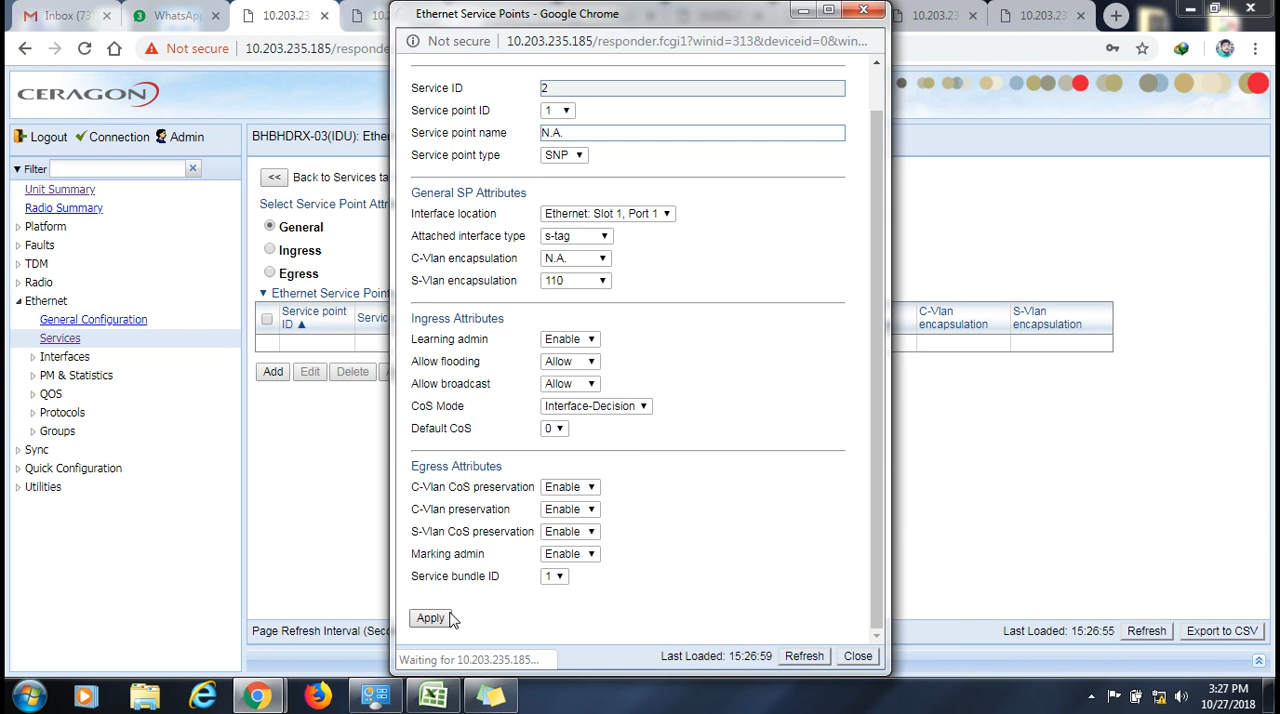 Inbox (73
WhatsAp
10.203.235
10.
Ethernet Service Points - Google Chrome
10.203.235
10.203.235
Not secure
10.203.235.185/responde
Not secure
10.203.235.185/responder.fcgi1?winid=313&deviceid=0&win...
CERAGON
Logout
Connection
Admin
BHBHDRX-03(IDU): Ethe
Filter
Unit Summary
Radio Summary
Platform
Faults
TDM
Radio
Ethernet
General Configuration
Services
Interfaces
PM & Statistics
QOS
Protocols
Groups
Sync
Quick Configuration
Utilities
<<
Back to Services ta
Select Service Point Attr
General
Ingress
Egress
Ethernet Service Point
Service point ID ▲
Servic
C-Vlan encapsulation
S-Vlan encapsulation
Add
Edit
Delete
Page Refresh Interval (Seco
Last Loaded: 15:26:55
Refresh
Export to CSV
Service ID
2
Service point ID
1
Service point name
N.A.
Service point type
SNP
General SP Attributes
Interface location
Ethernet: Slot 1, Port 1
Attached interface type
s-tag
C-Vlan encapsulation
N.A.
S-Vlan encapsulation
110
Ingress Attributes
Learning admin
Enable
Allow flooding
Allow
Allow broadcast
Allow
CoS Mode
Interface-Decision
Default CoS
0
Egress Attributes
C-Vlan CoS preservation
Enable
C-Vlan preservation
Enable
S-Vlan CoS preservation
Enable
Marking admin
Enable
Service bundle ID
1
Apply
Waiting for 10.203.235.185...
Last Loaded: 15:26:59
Refresh
Close
3:27 PM
10/27/2018